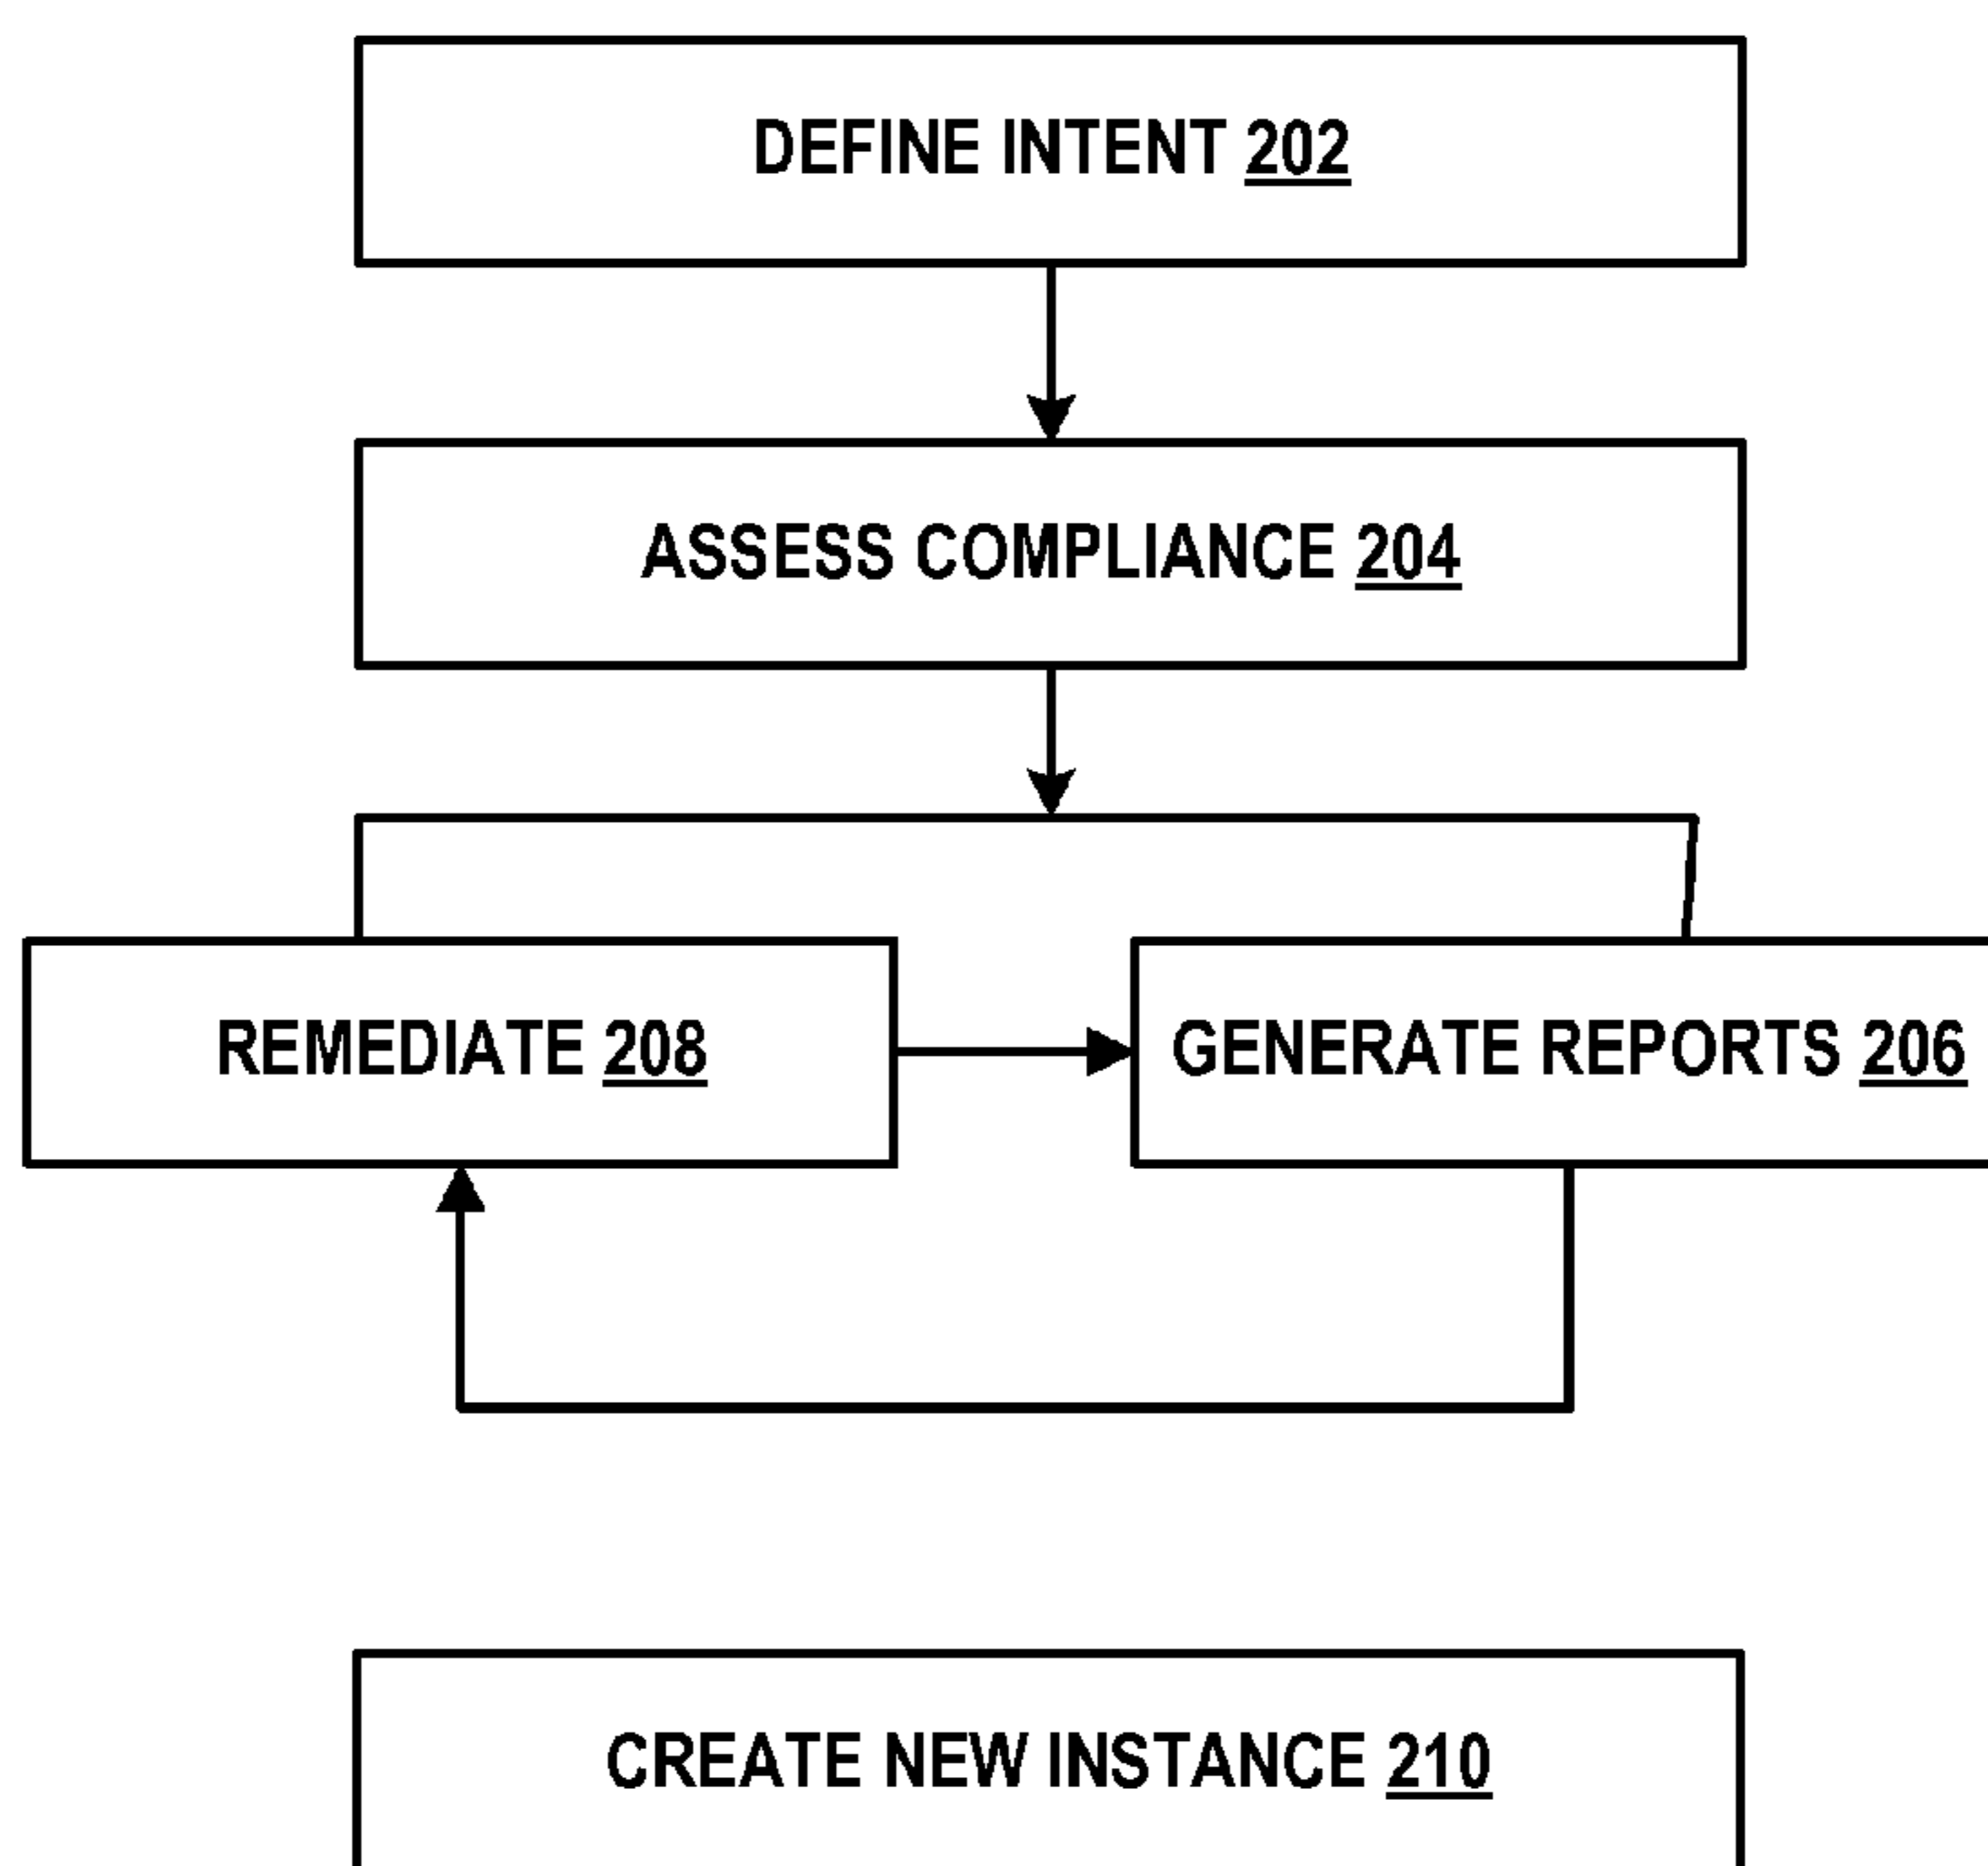 DEFINE INTENT 202
ASSESS COMPLIANCE 204
REMEDIATE 208
GENERATE REPORTS 206
CREATE NEW INSTANCE 210